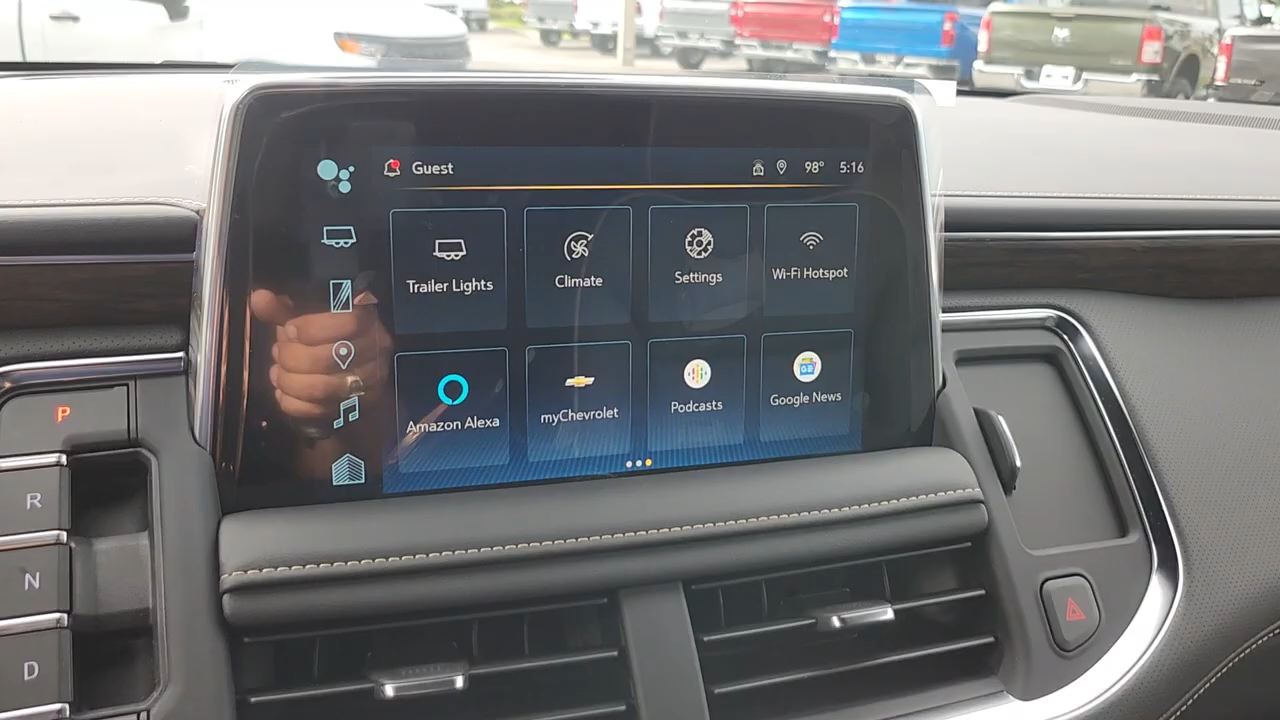 Guest
98° 5:16
Trailer Lights
Climate
Settings
Wi-Fi Hotspot
Amazon Alexa
myChevrolet
Podcasts
Google News
P
R
N
D